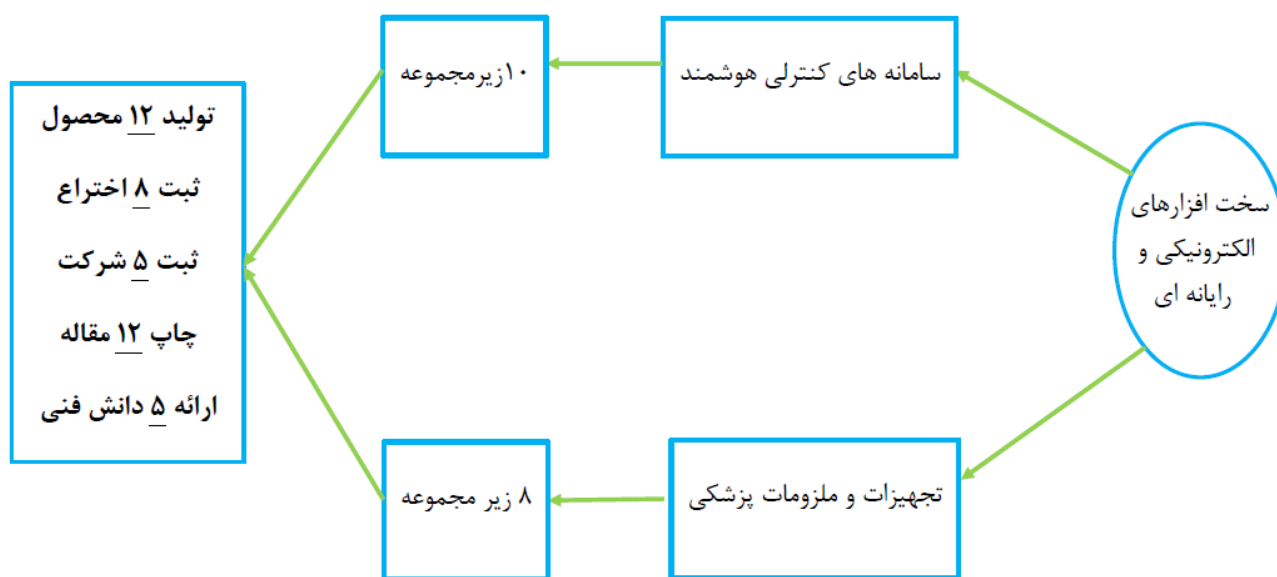 سخت افزارهای
الکترونیکی و
رایانه ای
سامانه های کنترلی هوشمند
۱۰زیرمجموعه
تجهیزات و ملزومات پزشکی
۸ زیر مجموعه
تولید ۱۲ محصول
ثبت ۸ اختراع
ثبت ۵ شرکت
چاپ ۱۲ مقاله
ارائه ۵ دانش فنی